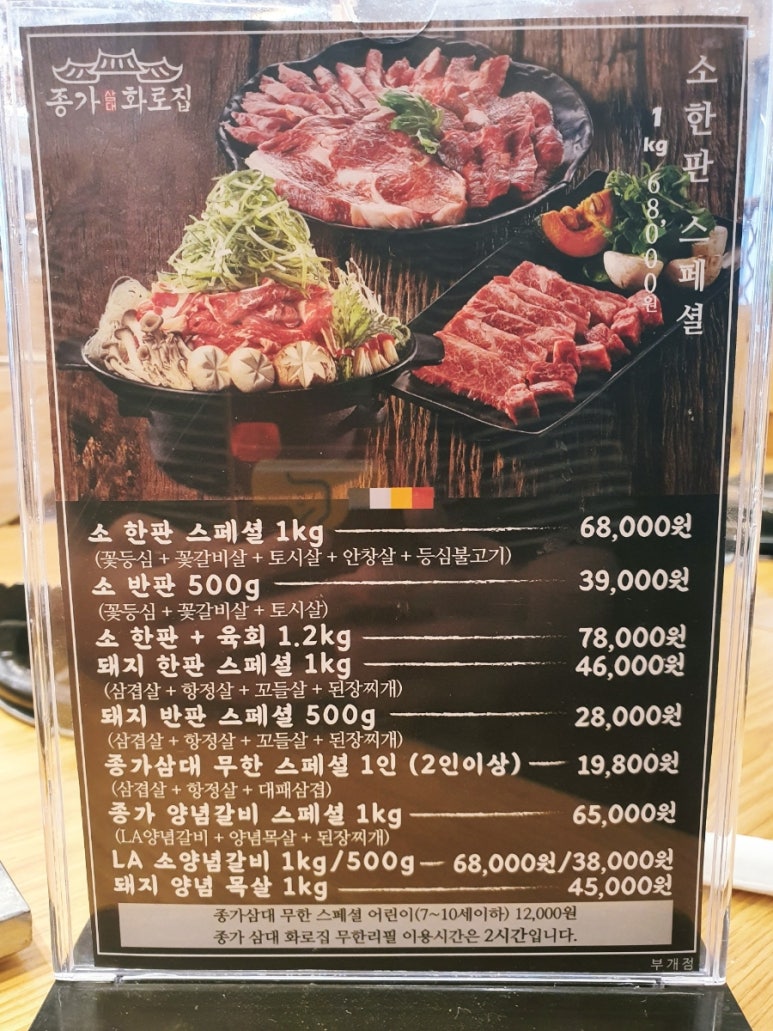 종가 삼대 화로집
소한판 스페셜
1kg 68,000원
소 한판 스페셜 1kg 68,000원
(꽃등심 + 꽃갈비살 + 토시살 + 안창살 + 등심불고기)
소 반판 500g 39,000원
(꽃등심 + 꽃갈비살 + 토시살)
소 한판 + 육회 1.2kg 78,000원
돼지 한판 스페셜 1kg 46,000원
(삼겹살 + 항정살 + 꼬들살 + 된장찌개)
돼지 반판 스페셜 500g 28,000원
(삼겹살 + 항정살 + 꼬들살 + 된장찌개)
종가삼대 무한 스페셜 1인 (2인이상) 19,800원
(삼겹살 + 항정살 + 대패삼겹)
종가 양념갈비 스페셜 1kg 65,000원
(LA양념갈비 + 양념목살 + 된장찌개)
LA 소양념갈비 1kg/500g 68,000원/38,000원
돼지 양념 목살 1kg 45,000원
종가삼대 무한 스페셜 어린이(7~10세이하) 12,000원
종가 삼대 화로집 무한리필 이용시간은 2시간입니다.
부개점